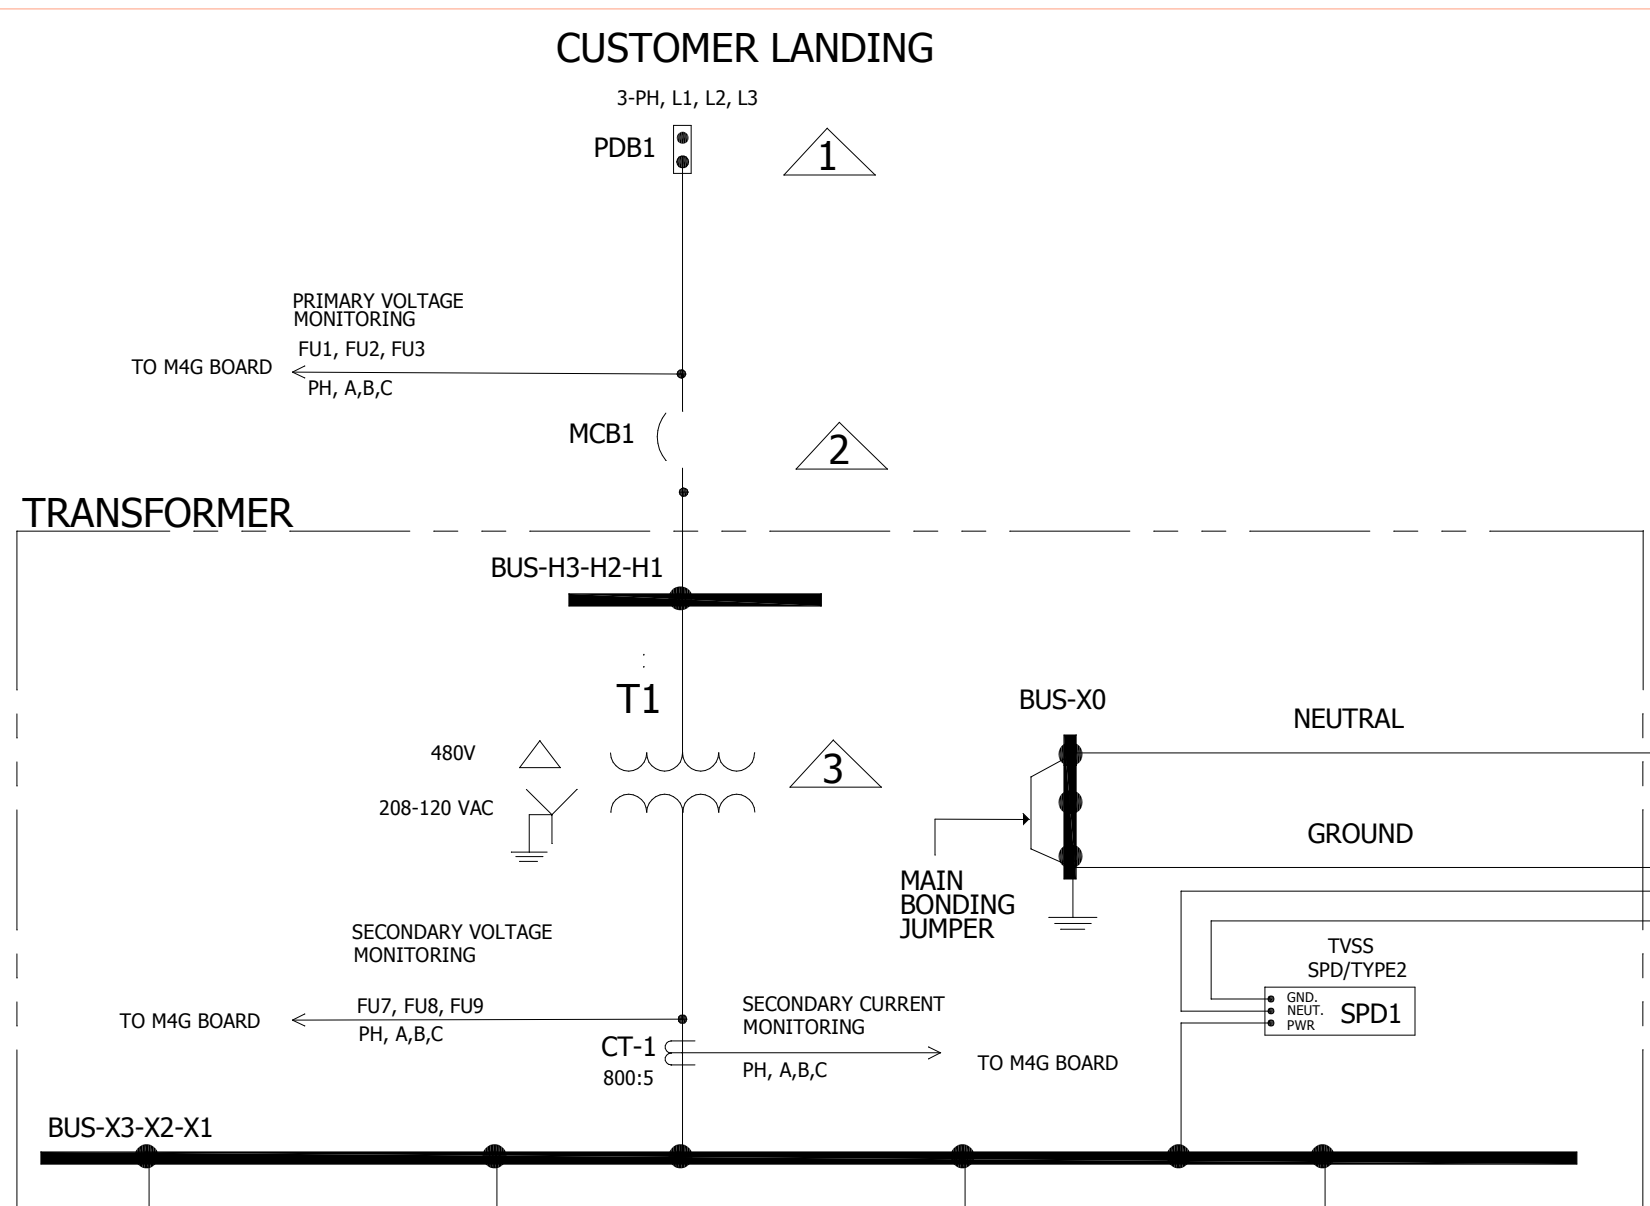 CUSTOMER LANDING
3-PH, L1, L2, L3
PDB1
1
PRIMARY VOLTAGE
MONITORING
FU1, FU2, FU3
TO M4G BOARD
PH, A,B,C
MCB1
2
TRANSFORMER
BUS-H3-H2-H1
T1
BUS-X0
NEUTRAL
480V
3
208-120 VAC
GROUND
MAIN
BONDING
JUMPER
SECONDARY VOLTAGE
MONITORING
TVSS
SPD/TYPE2
FU7, FU8, FU9
TO M4G BOARD
PH, A,B,C
SECONDARY CURRENT
MONITORING
GND.
NEUT.
PWR
SPD1
CT-1
800:5
PH, A,B,C
TO M4G BOARD
BUS-X3-X2-X1